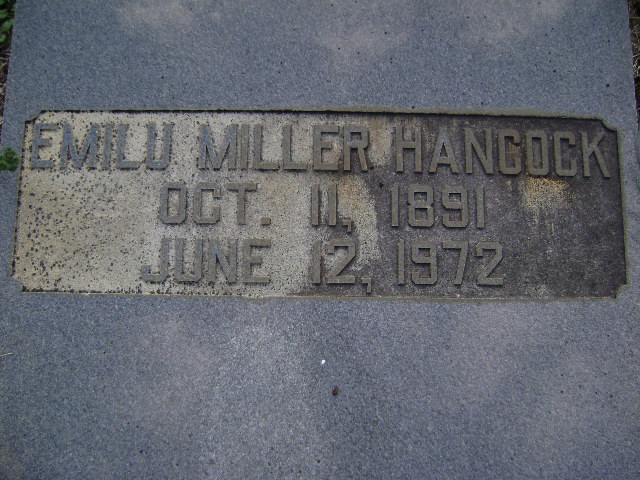 EMILU MILLER HANCOCK
OCT. 11, 1891
JUNE 12, 1972